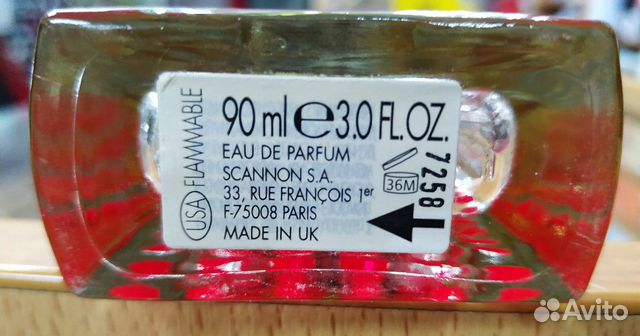 90 ml e 3.0 FL.OZ.
EAU DE PARFUM
SCANNON S.A.
33, RUE FRANÇOIS 1er
F-75008 PARIS
MADE IN UK
USA FLAMMABLE
36M
7258L
Avito